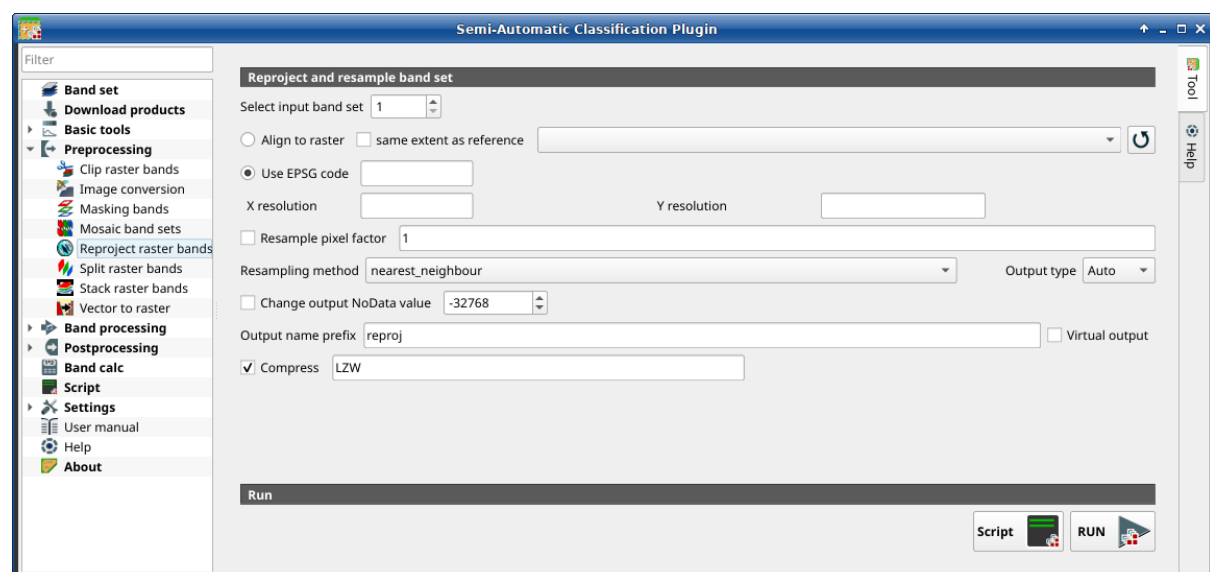 Semi-Automatic Classification Plugin
Filter
Band set
Download products
Basic tools
Preprocessing
Clip raster bands
Image conversion
Masking bands
Mosaic band sets
Reproject raster bands
Split raster bands
Stack raster bands
Vector to raster
Band processing
Postprocessing
Band calc
Script
Settings
User manual
Help
About
Reproject and resample band set
Select input band set 1
Align to raster same extent as reference
Use EPSG code
X resolution Y resolution
Resample pixel factor 1
Resampling method nearest_neighbour Output type Auto
Change output NoData value -32768
Output name prefix reproj Virtual output
Compress LZW
Run
Script RUN
Tool
Help